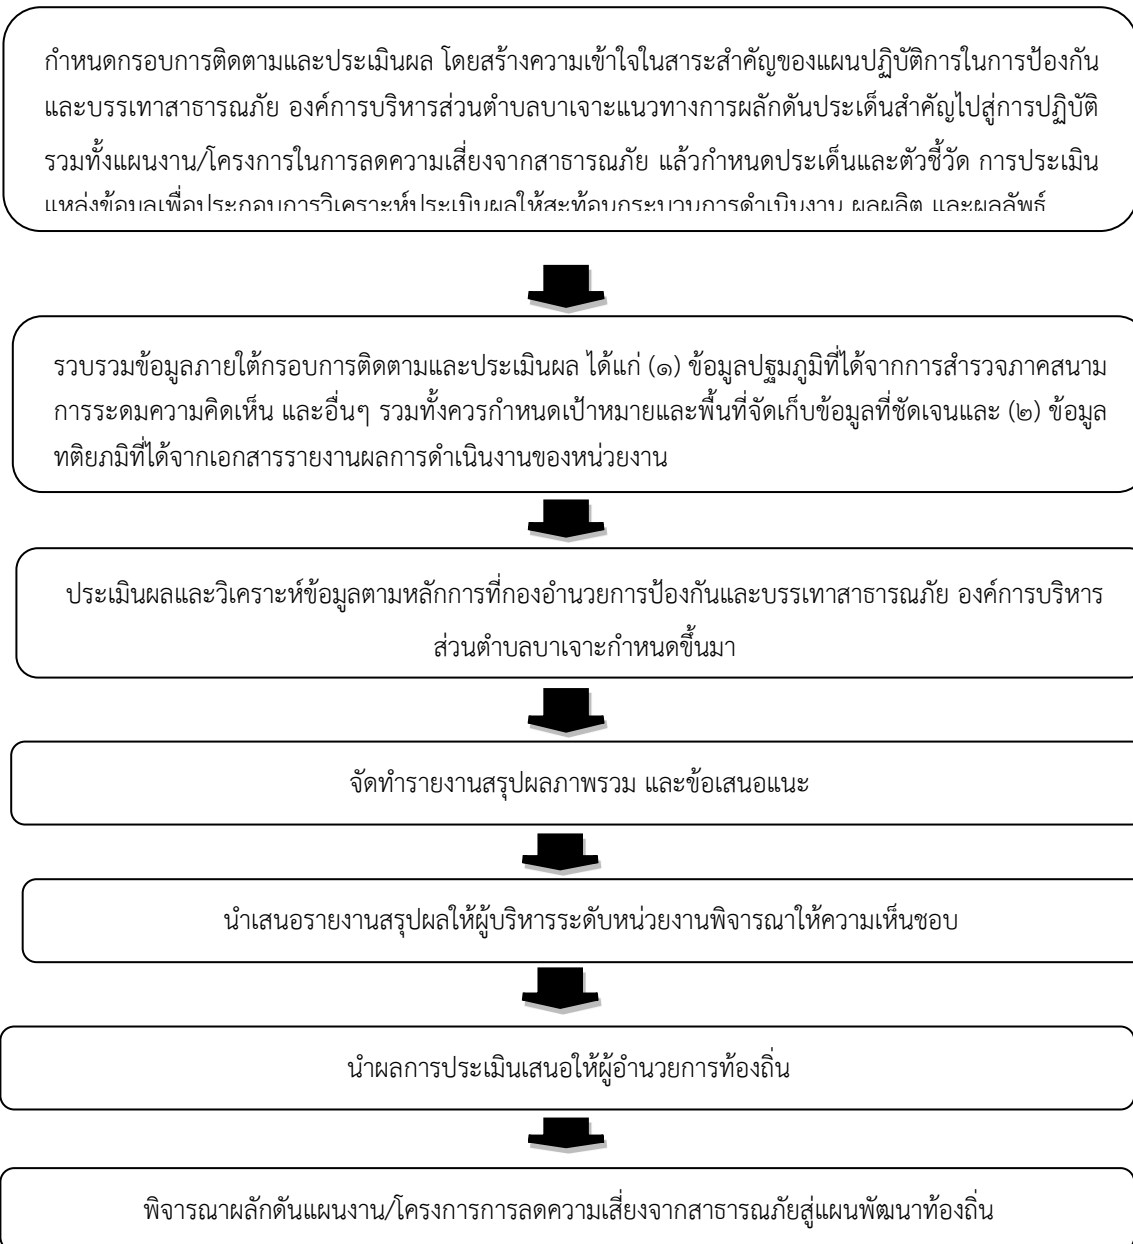 กำหนดกรอบการติดตามและประเมินผล โดยสร้างความเข้าใจในสาระสำคัญของแผนปฏิบัติการในการป้องกัน
และบรรเทาสาธารณภัย องค์การบริหารส่วนตำบลบาเจาะแนวทางการผลักดันประเด็นสำคัญไปสู่การปฏิบัติ
รวมทั้งแผนงาน/โครงการในการลดความเสี่ยงจากสาธารณภัย แล้วกำหนดประเด็นและตัวชี้วัด การประเมิน
แหล่งข้อมูลเพื่อประกอบการวิเคราะห์ประเมินผลให้สะท้อนกระบวนการดำเนินงาน ผลผลิต และผลลัพธ์
รวบรวมข้อมูลภายใต้กรอบการติดตามและประเมินผล ได้แก่ (๑) ข้อมูลปฐมภูมิที่ได้จากการสำรวจภาคสนาม
การระดมความคิดเห็น และอื่นๆ รวมทั้งควรกำหนดเป้าหมายและพื้นที่จัดเก็บข้อมูลที่ชัดเจนและ (๒) ข้อมูล
ทุติยภูมิที่ได้จากเอกสารรายงานผลการดำเนินงานของหน่วยงาน
ประเมินผลและวิเคราะห์ข้อมูลตามหลักการที่กองอำนวยการป้องกันและบรรเทาสาธารณภัย องค์การบริหาร
ส่วนตำบลบาเจาะกำหนดขึ้นมา
จัดทำรายงานสรุปผลภาพรวม และข้อเสนอแนะ
นำเสนอรายงานสรุปผลให้ผู้บริหารระดับหน่วยงานพิจารณาให้ความเห็นชอบ
นำผลการประเมินเสนอให้ผู้อำนวยการท้องถิ่น
พิจารณาผลักดันแผนงาน/โครงการการลดความเสี่ยงจากสาธารณภัยสู่แผนพัฒนาท้องถิ่น